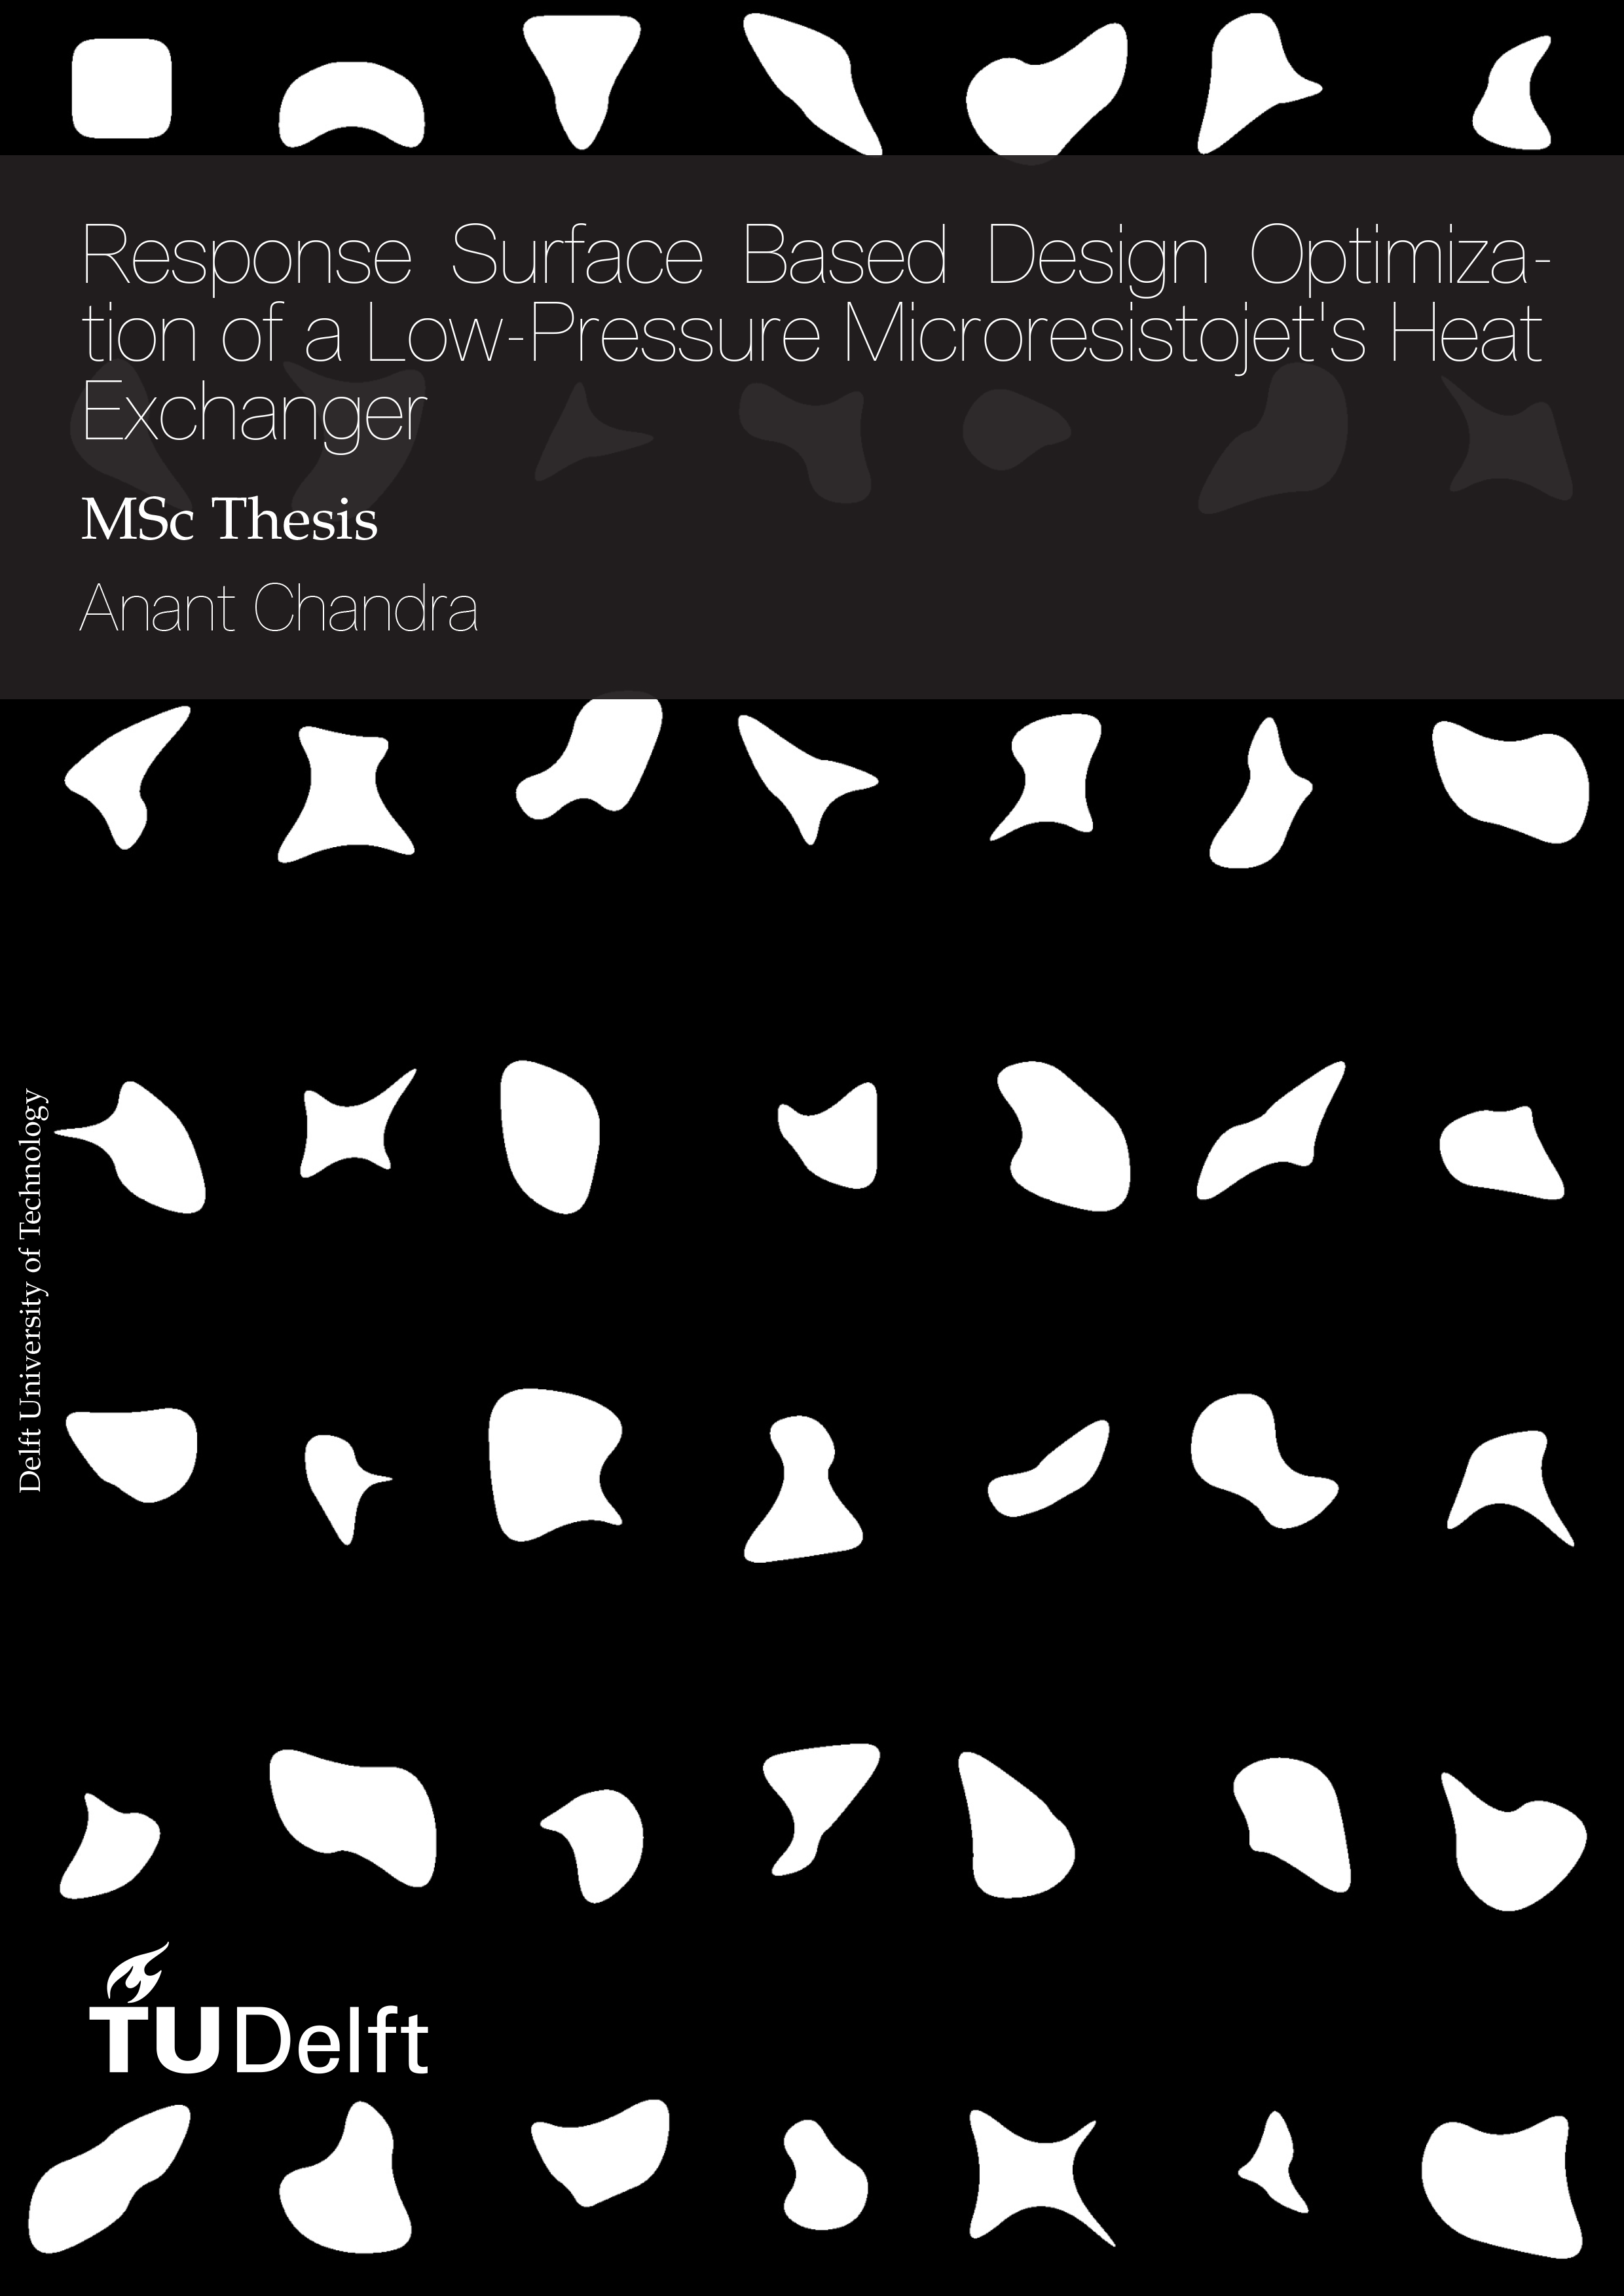 Response Surface Based Design Optimiza-
tion of a Low-Pressure Microresistojet's Heat
Exchanger
MSc Thesis
Anant Chandra
Delft University of Technology
TUDelft